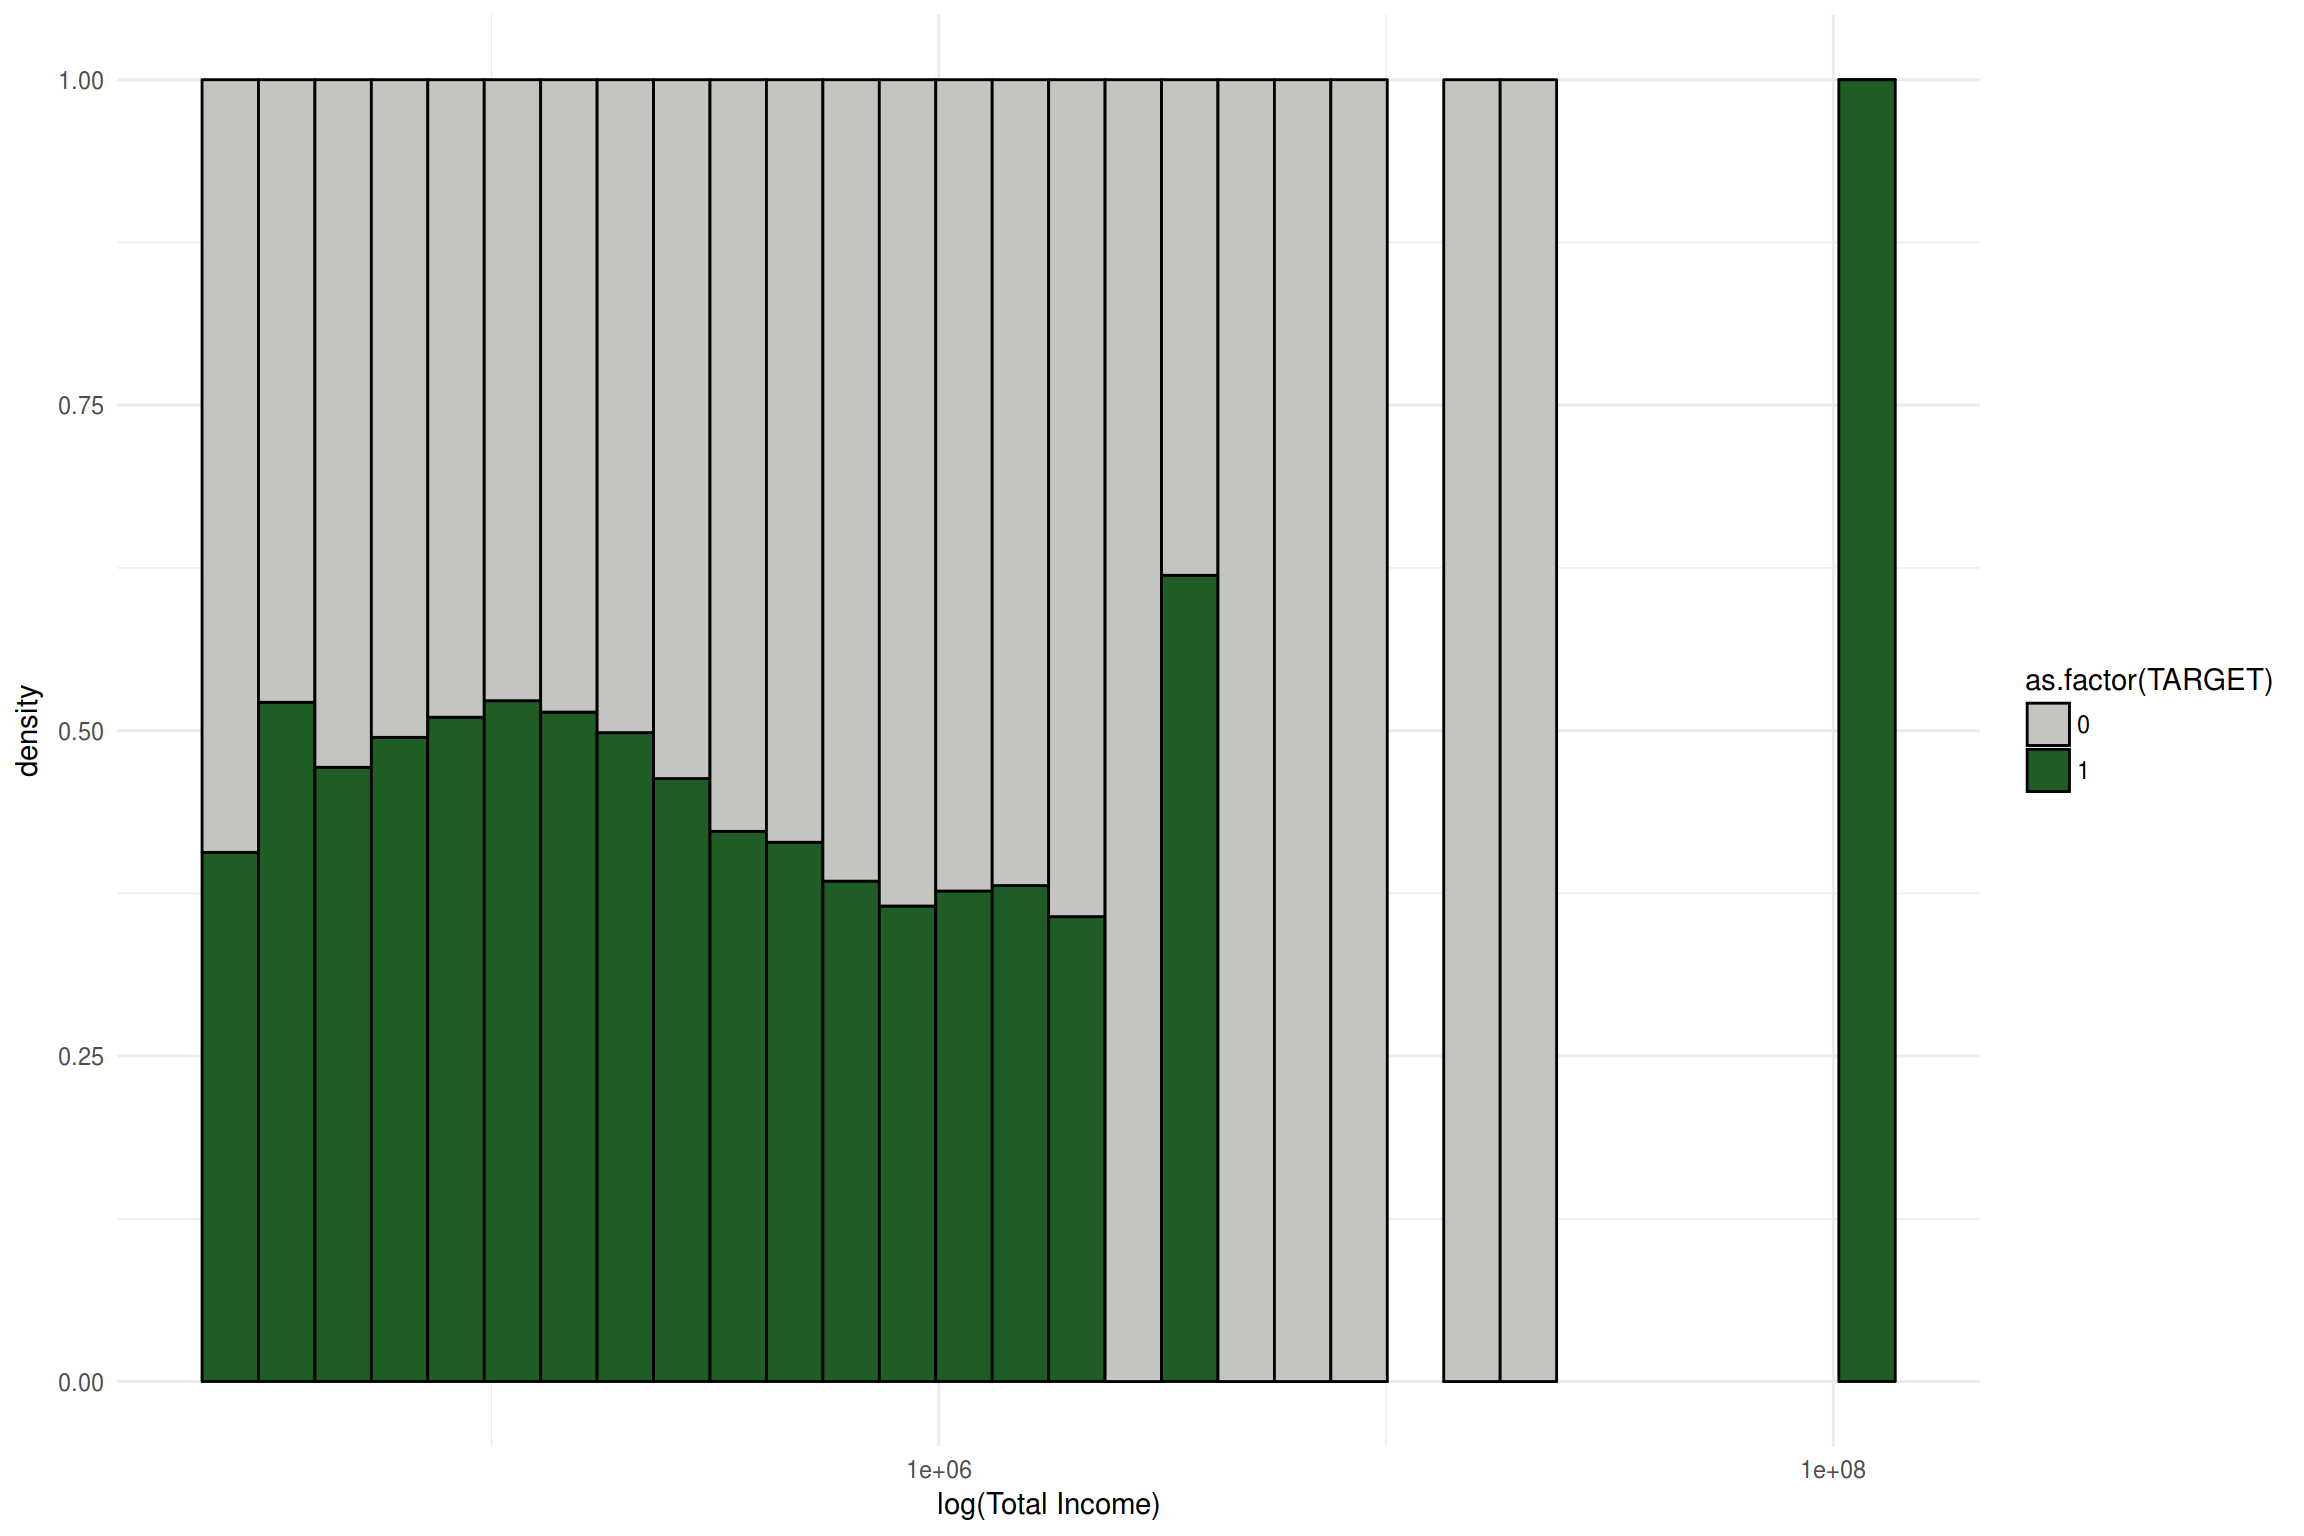 1.00
0.75
0.50
0.25
0.00
density
1e+06
1e+08
log(Total Income)
as.factor(TARGET)
0
1